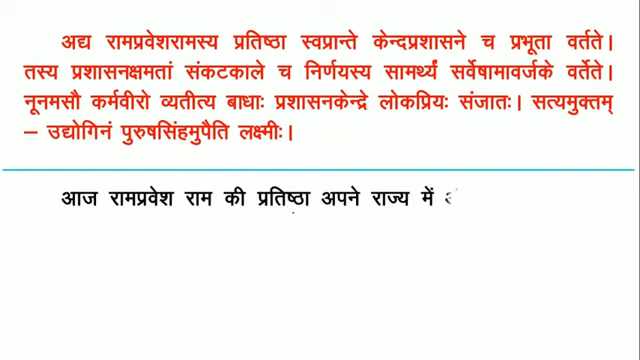 अद्य रामप्रवेशरामस्य प्रतिष्ठा स्वप्रान्ते केन्दप्रशासने च प्रभूता वर्तते।
तस्य प्रशासनक्षमतां संकटकाले च निर्णयस्य सामर्थ्यं सर्वेषामावर्जके वर्तेते।
नूनमसौ कर्मवीरो व्यतीत्य बाधाः प्रशासनकेन्द्रे लोकप्रियः संजातः। सत्यमुक्तम्
– उद्योगिनं पुरुषसिंहमुपैति लक्ष्मीः।
आज रामप्रवेश राम की प्रतिष्ठा अपने राज्य में